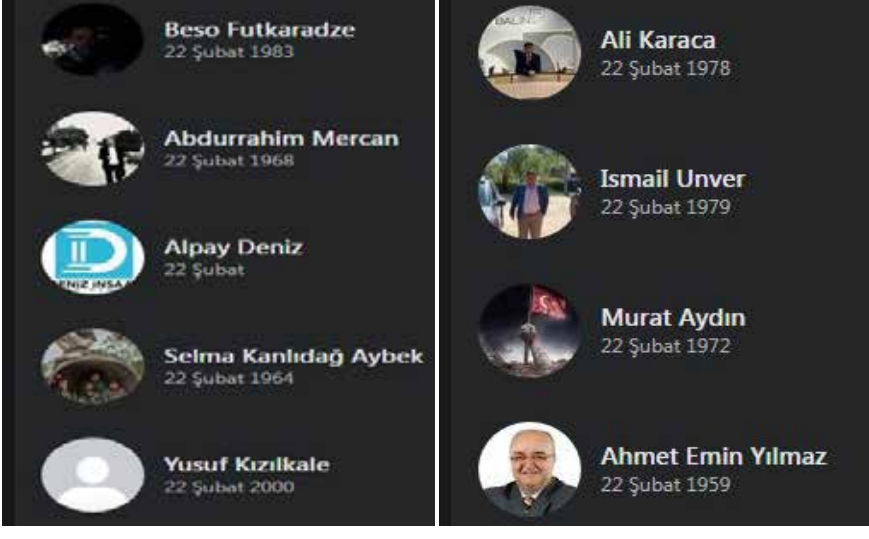 Beso Futkaradze
22 Şubat 1983
Abdurrahim Mercan
22 Şubat 1968
Alpay Deniz
22 Şubat
Selma Kanlıdağ Aybek
22 Şubat 1964
Yusuf Kızılkale
22 Şubat 2000
Ali Karaca
22 Şubat 1978
Ismail Unver
22 Şubat 1979
Murat Aydın
22 Şubat 1972
Ahmet Emin Yılmaz
22 Şubat 1959